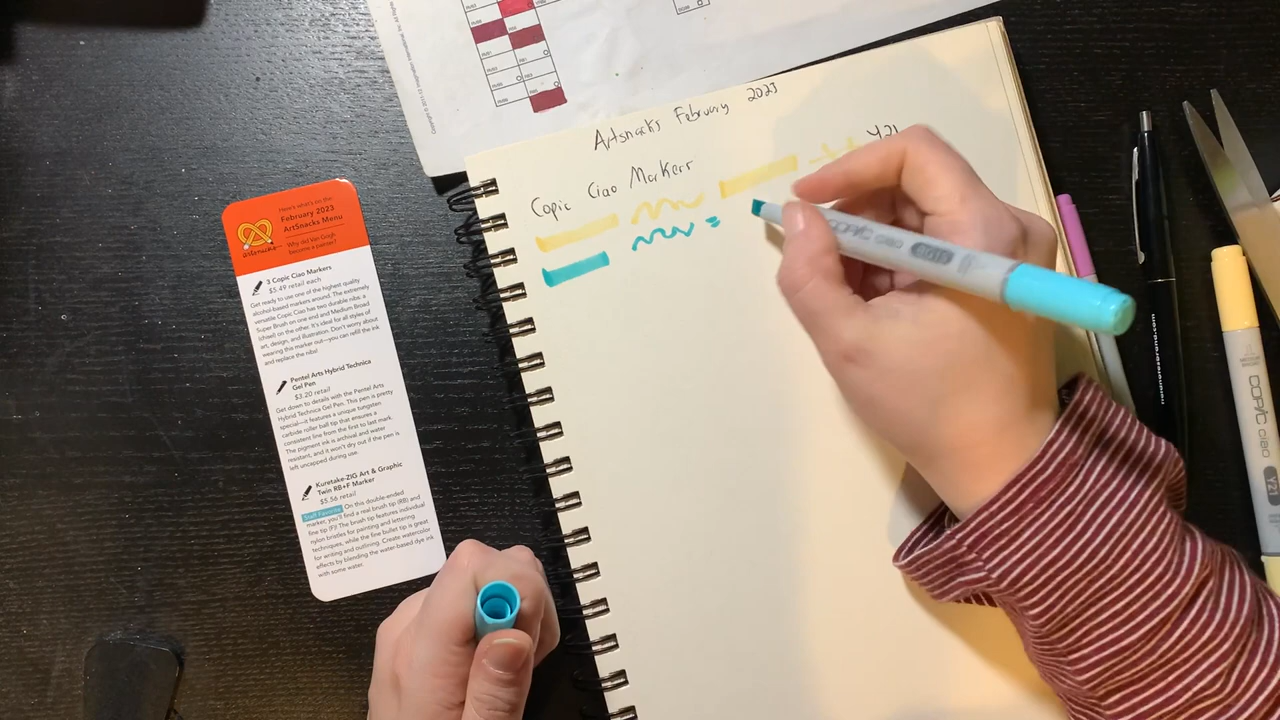 Artsnacks February 2023
Copic Ciao Markers
Y21
Here's what's on the
February 2023
ArtSnacks Menu
Why did Van Gogh
become a painter?
artsnacks
3 Copic Ciao Markers
$5.49 retail each
Get ready to use one of the highest quality
alcohol-based markers around. The extremely
versatile Copic Ciao has two durable nibs: a
Super Brush on one end and Medium Broad
(chisel) on the other. It's ideal for all styles of
art, design, and illustration. Don't worry about
wearing this marker out—you can refill the ink
and replace the nibs!
Pentel Arts Hybrid Technica
Gel Pen
$3.20 retail
Get down to details with the Pentel Arts
Hybrid Technica Gel Pen. This pen is pretty
special—it features a unique tungsten
carbide roller ball tip that ensures a
consistent line from the first to last mark.
The pigment ink is archival and water
resistant, and it won't dry out if the pen is
left uncapped during use.
Kuretake-ZIG Art & Graphic
Twin RB+F Marker
$5.56 retail
Staff Favorite On this double-ended
marker, you'll find a real brush tip (RB) and
fine tip (F)! The brush tip features individual
nylon bristles for painting and lettering
techniques, while the fine bullet tip is great
for writing and outlining. Create watercolor
effects by blending the water-based dye ink
with some water.
COPIC ciao
Y21